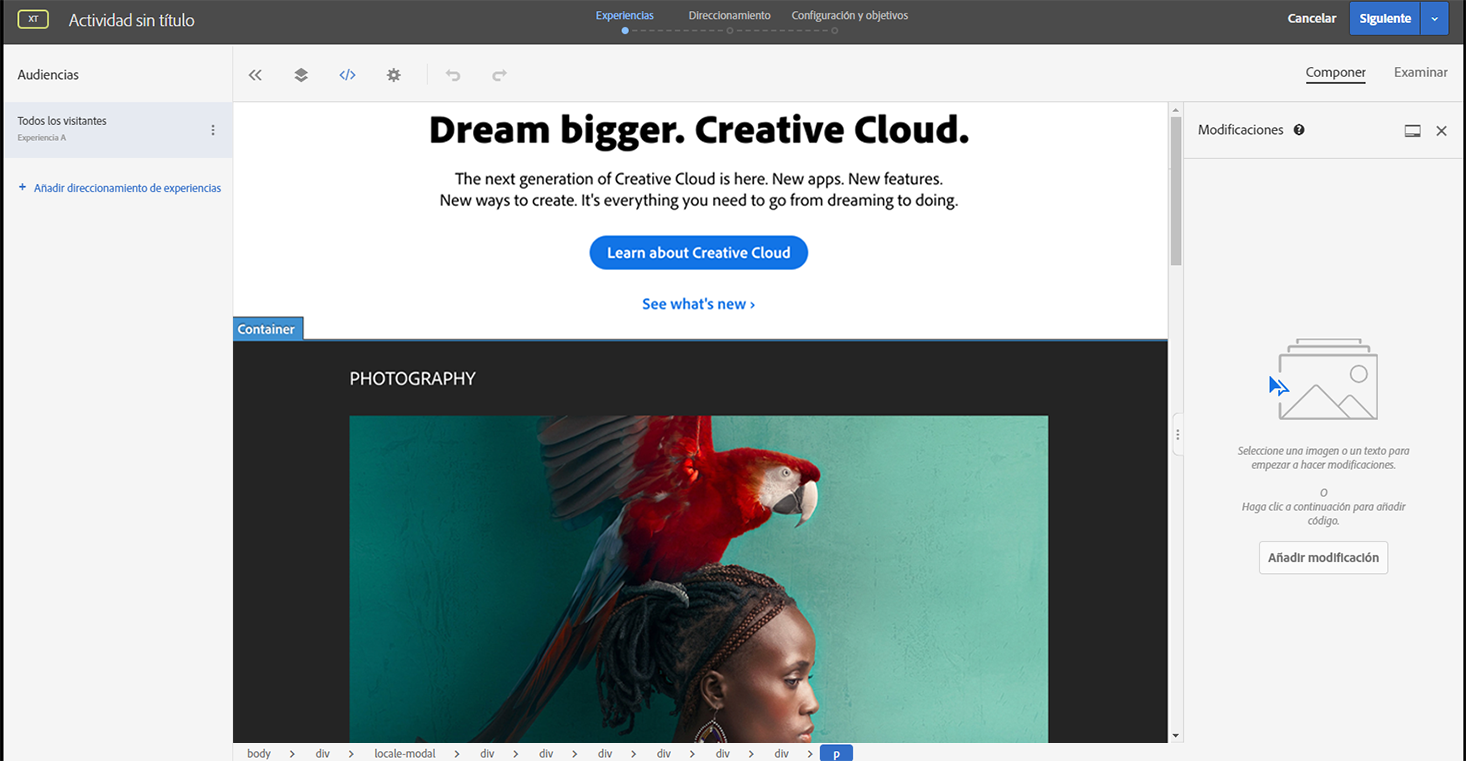 XT
Actividad sin título
Experiencias
Direccionamiento
Configuración y objetivos
Cancelar
Siguiente
Audiencias
Componer
Examinar
Todos los visitantes
Experiencia A
+ Añadir direccionamiento de experiencias
Dream bigger. Creative Cloud.
The next generation of Creative Cloud is here. New apps. New features.
New ways to create. It's everything you need to go from dreaming to doing.
Learn about Creative Cloud
See what's new ›
Container
PHOTOGRAPHY
Modificaciones
Seleccione una imagen o un texto para
empezar a hacer modificaciones.
O
Haga clic a continuación para añadir
código.
Añadir modificación
body > div > locale-modal > div > div > div > div > div > div > p